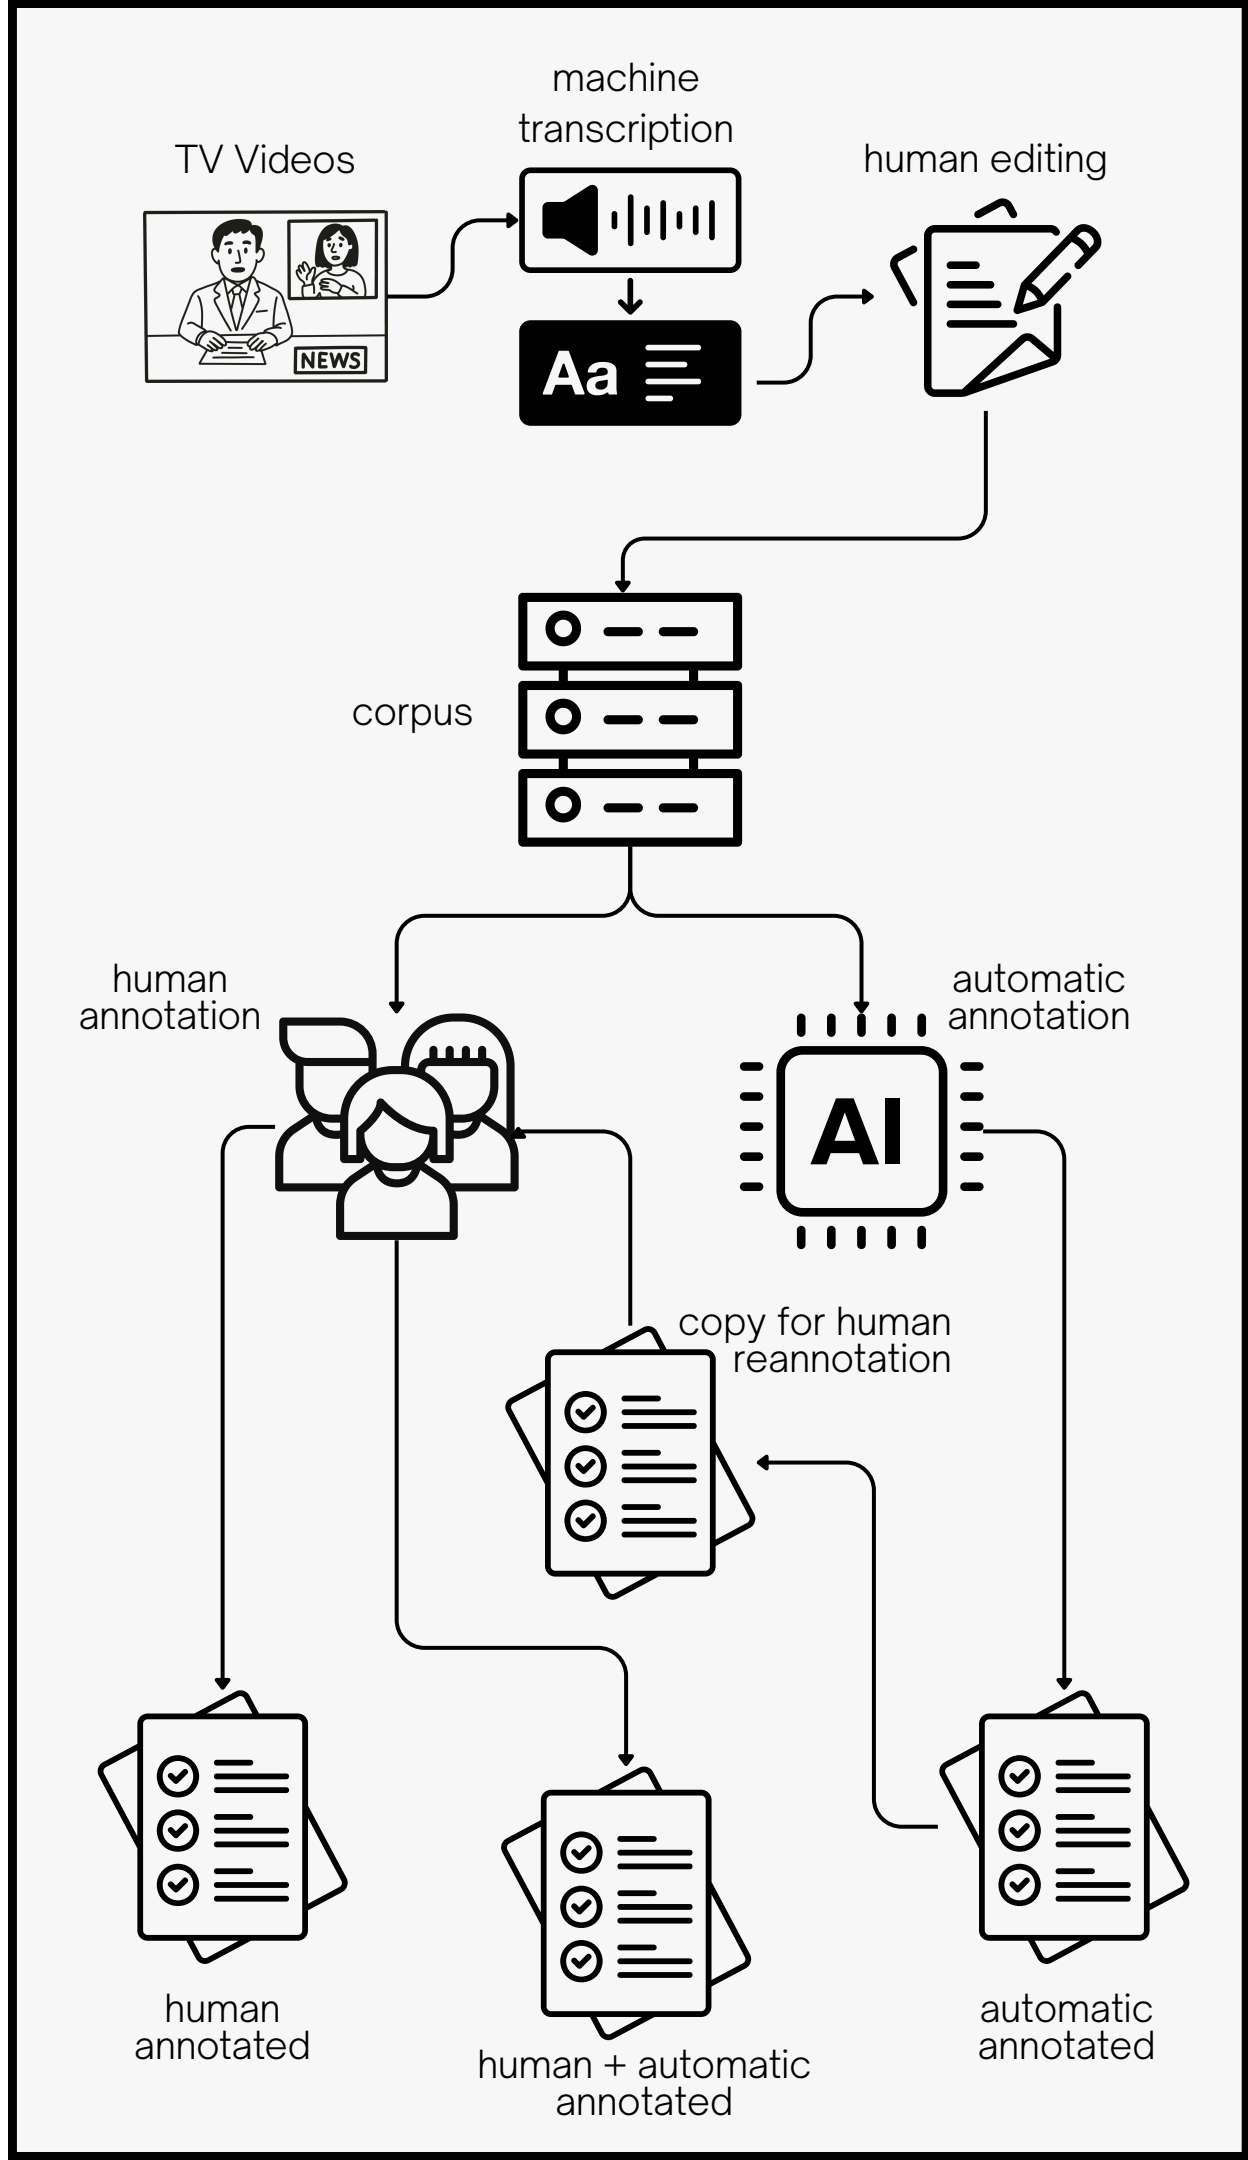 machine
transcription
TV Videos
human editing
NEWS
Aa
corpus
human
annotation
automatic
annotation
AI
copy for human
reannotation
human
annotated
automatic
annotated
human + automatic
annotated